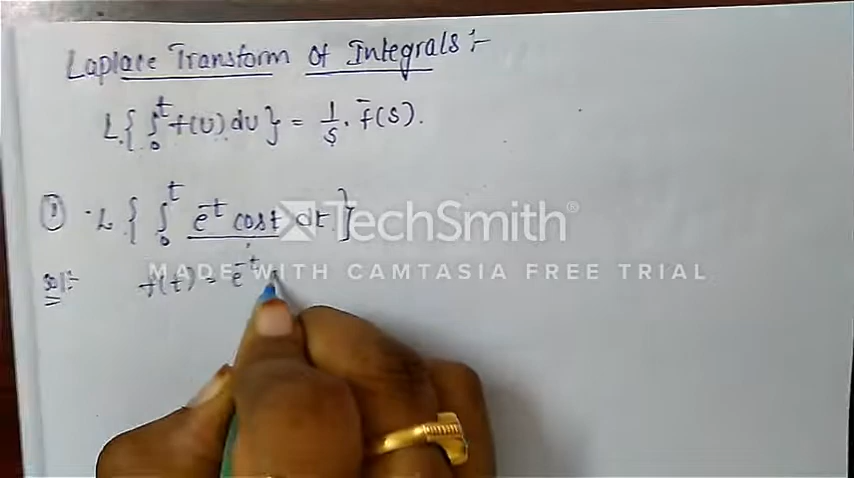 Laplace Transform of Integrals :-
L{ ∫₀ᵗ f(u) du } = 1/s . f̄(s).
① L { ∫₀ᵗ e⁻ᵗ cost dt }
TechSmith®
Sol:- f(t) = e⁻ᵗ
MADE WITH CAMTASIA FREE TRIAL